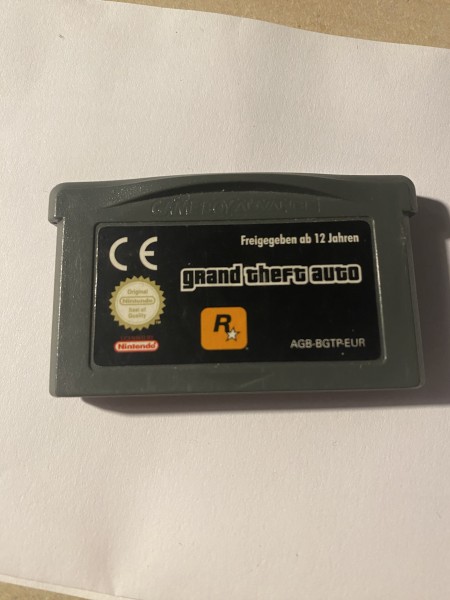 GAME BOY ADVANCE
CE
Freigegeben ab 12 Jahren
grand theft auto
Original
Nintendo
Seal of
Quality
Nintendo
R
AGB-BGTP-EUR